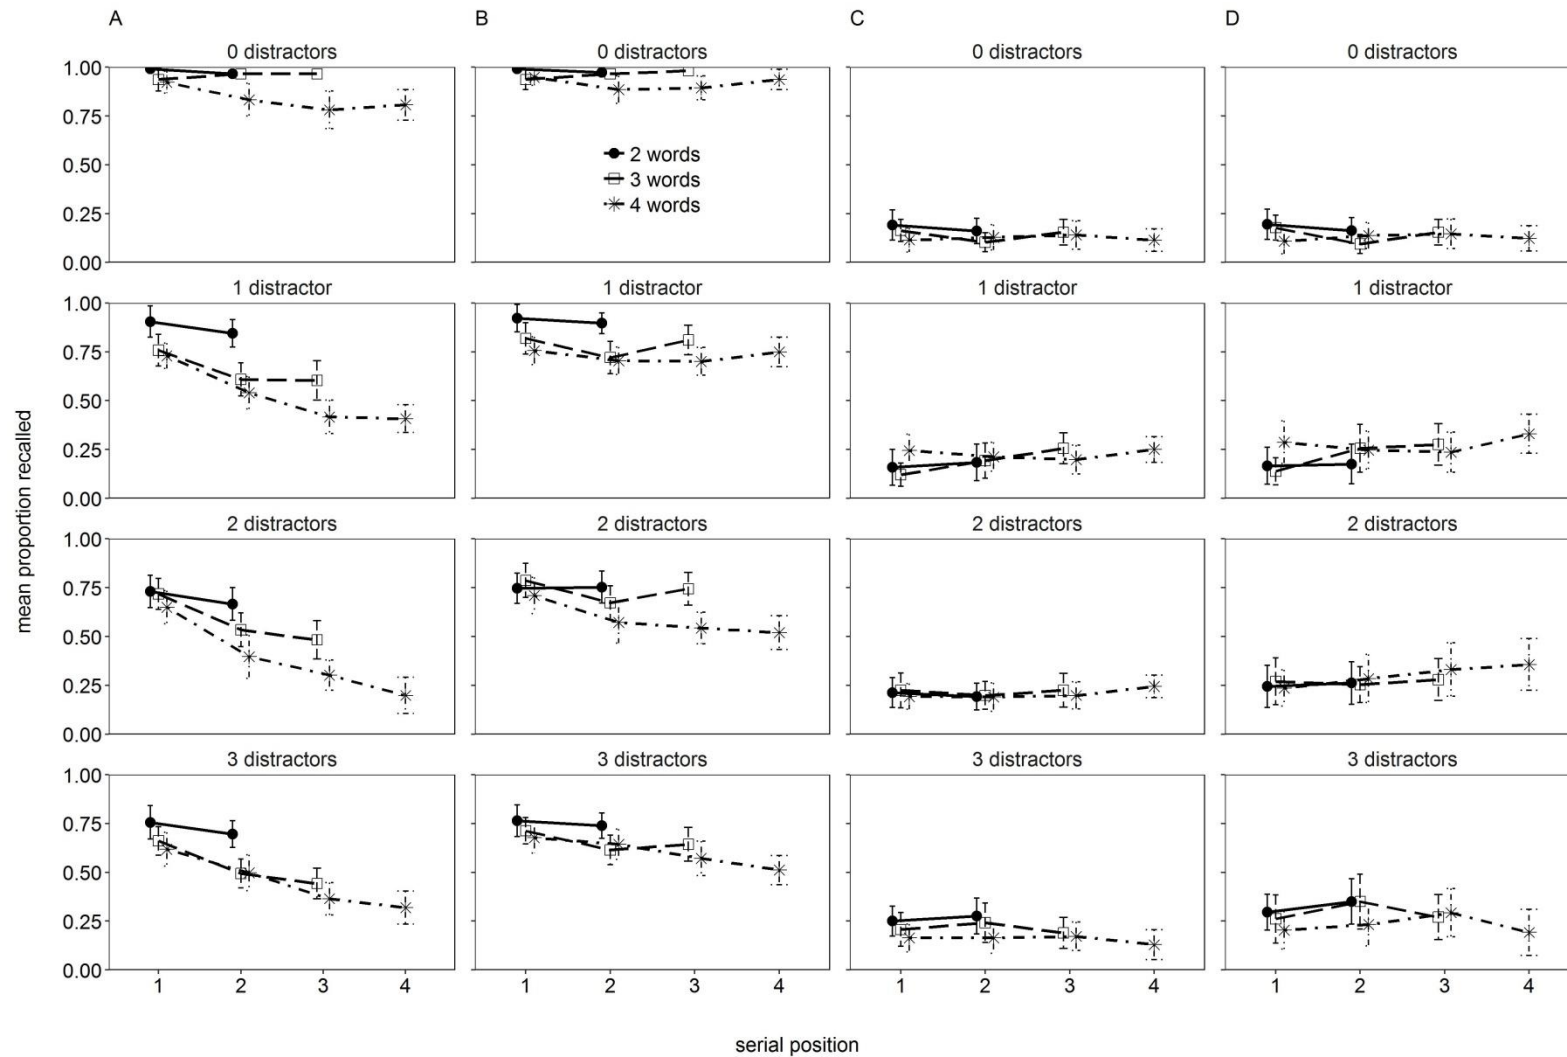 A B C D
0 distractors 0 distractors 0 distractors 0 distractors
1.00
0.75
2 words
0.50
3 words
4 words
0.25
0.00
1 distractor 1 distractor 1 distractor 1 distractor
1.00
0.75
0.50
0.25
0.00
2 distractors 2 distractors 2 distractors 2 distractors
1.00
0.75
0.50
0.25
0.00
3 distractors 3 distractors 3 distractors 3 distractors
1.00
0.75
0.50
0.25
0.00
1 2 3 4 1 2 3 4 1 2 3 4 1 2 3 4
mean proportion recalled
serial position